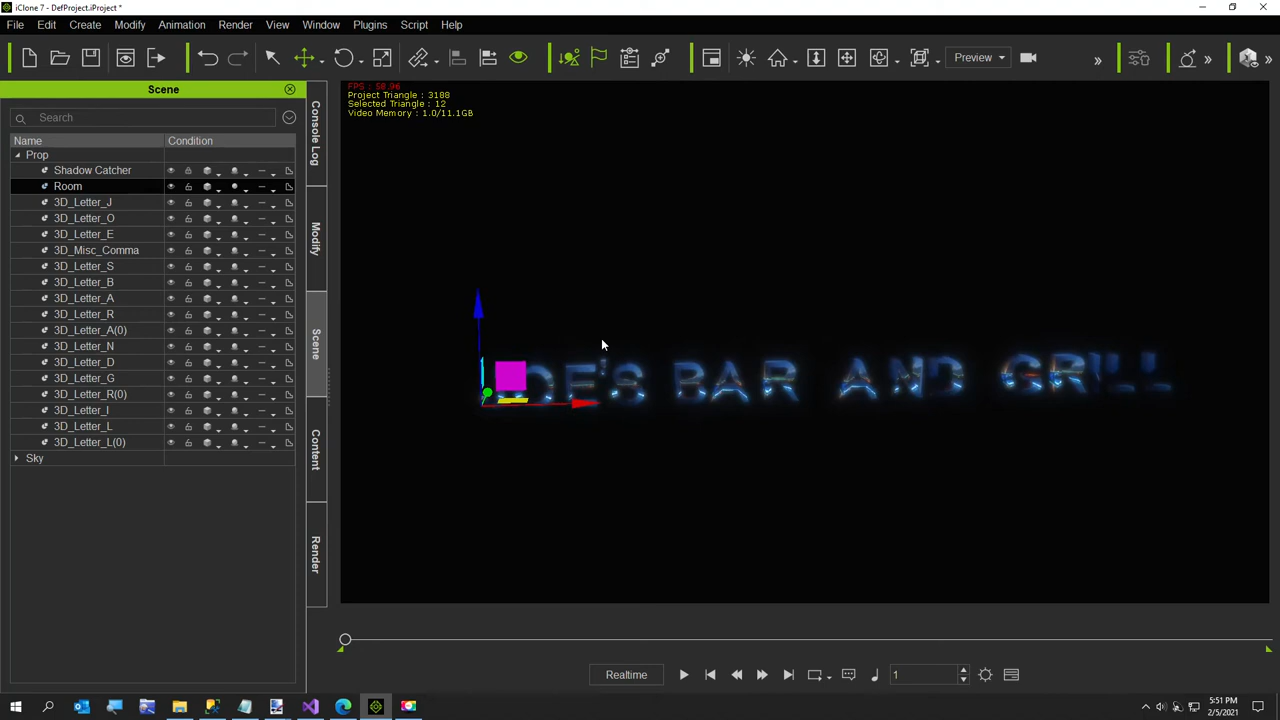 iClone 7 - DefProject.iProject *
File Edit Create Modify Animation Render View Window Plugins Script Help
Preview
Scene
Search
Name Condition
Prop
Shadow Catcher
Room
3D_Letter_J
3D_Letter_O
3D_Letter_E
3D_Misc_Comma
3D_Letter_S
3D_Letter_B
3D_Letter_A
3D_Letter_R
3D_Letter_A(0)
3D_Letter_N
3D_Letter_D
3D_Letter_G
3D_Letter_R(0)
3D_Letter_I
3D_Letter_L
3D_Letter_L(0)
Sky
Console Log
Modify
Scene
Content
Render
FPS : 58.96
Project Triangle : 3188
Selected Triangle : 12
Video Memory : 1.0/11.1GB
OE'S BAR AND GRILL
Realtime
1
5:51 PM
2/5/2021